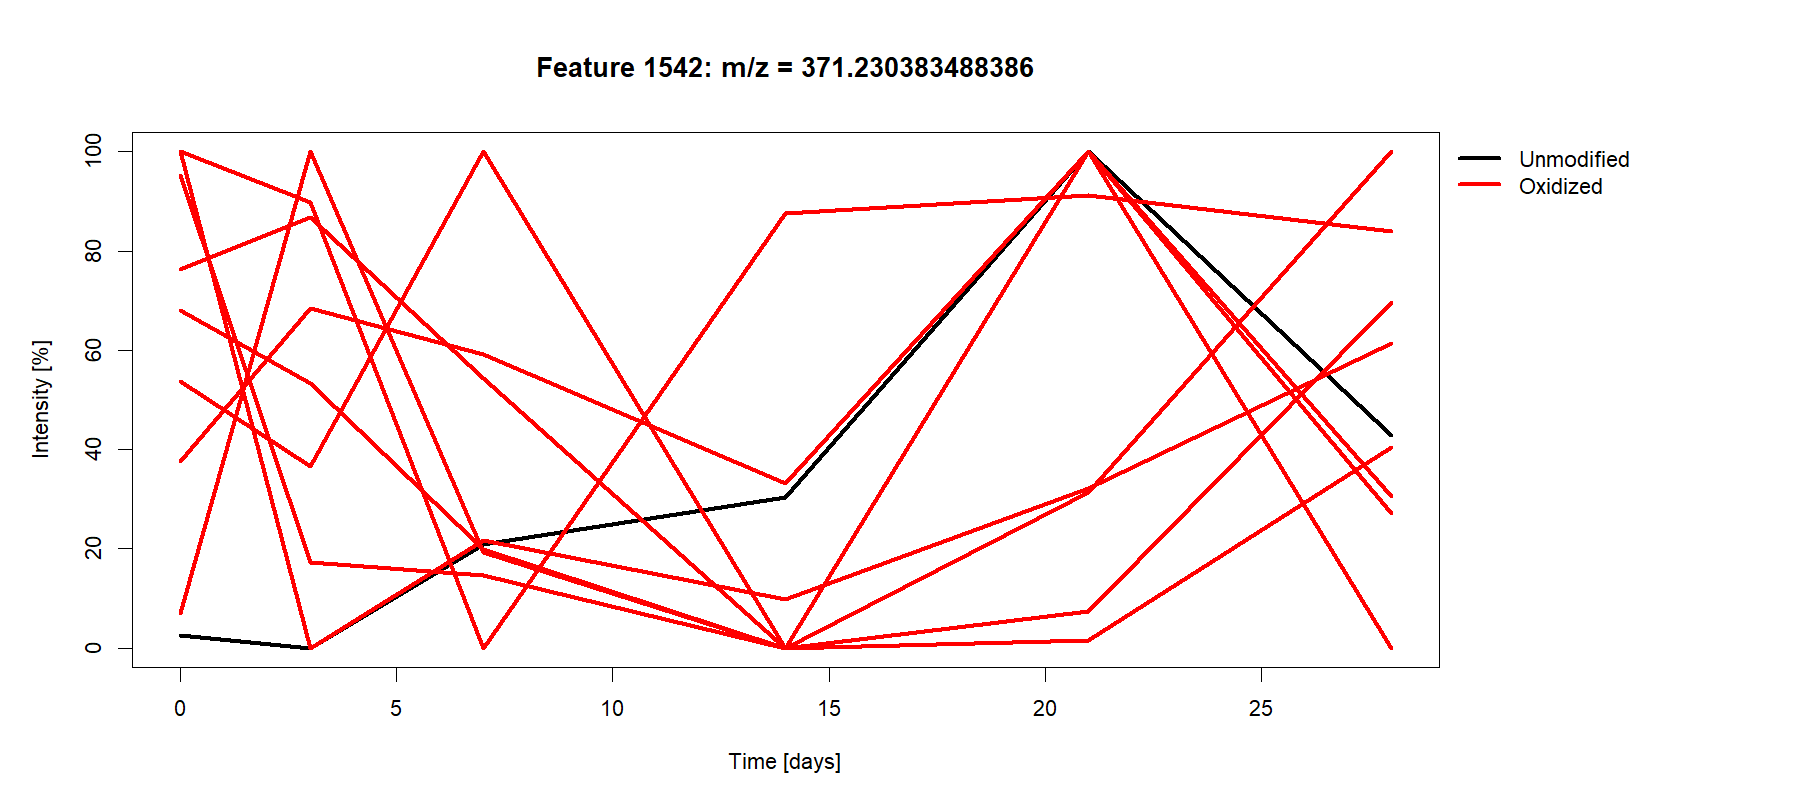 Feature 1542: m/z = 371.230383488386
Unmodified
Oxidized
Intensity [%]
100
80
60
40
20
0
0 5 10 15 20 25
Time [days]